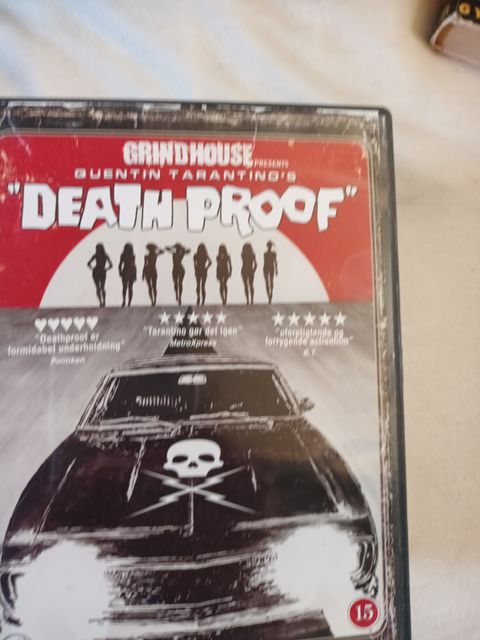 GRINDHOUSE PRESENTS
QUENTIN TARANTINO'S
"DEATH PROOF"
"Deathproof er
formidabel underholdning"
Politiken
"Tarantino gør det igen"
MetroXpress
"uforlignelig og
forrygende actionfilm"
B.T.
15